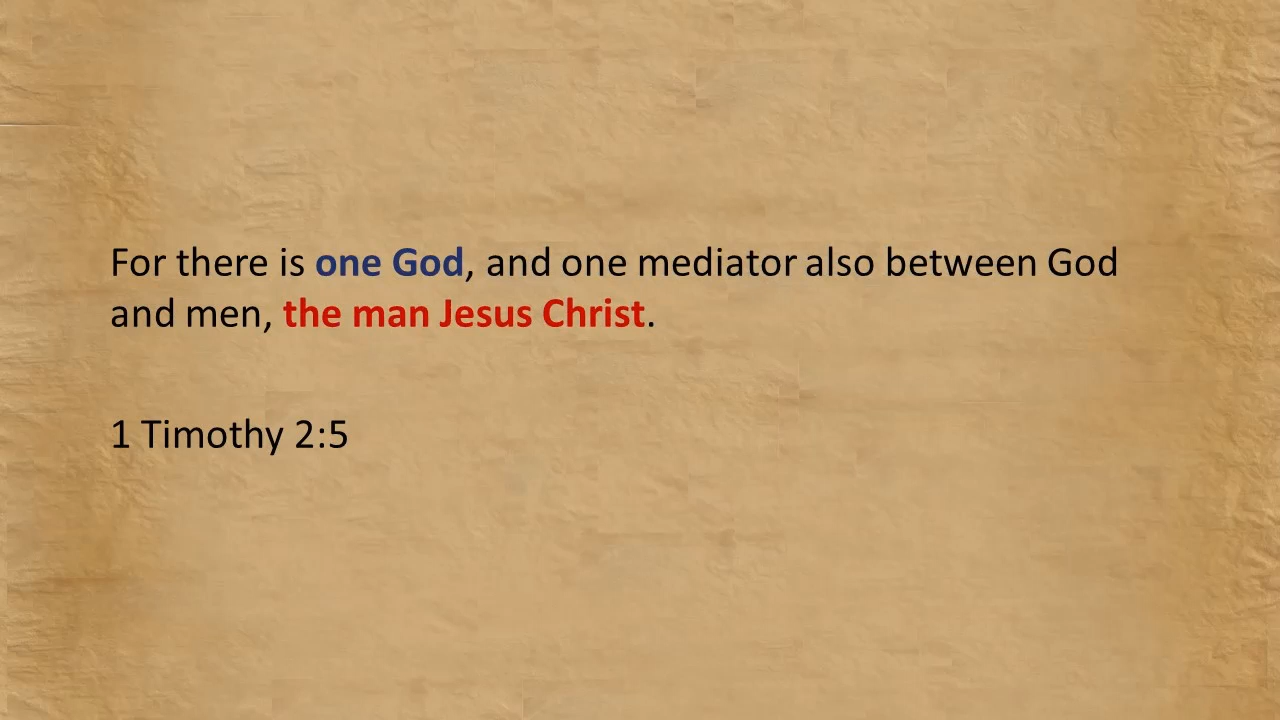 For there is one God, and one mediator also between God
and men, the man Jesus Christ.
1 Timothy 2:5